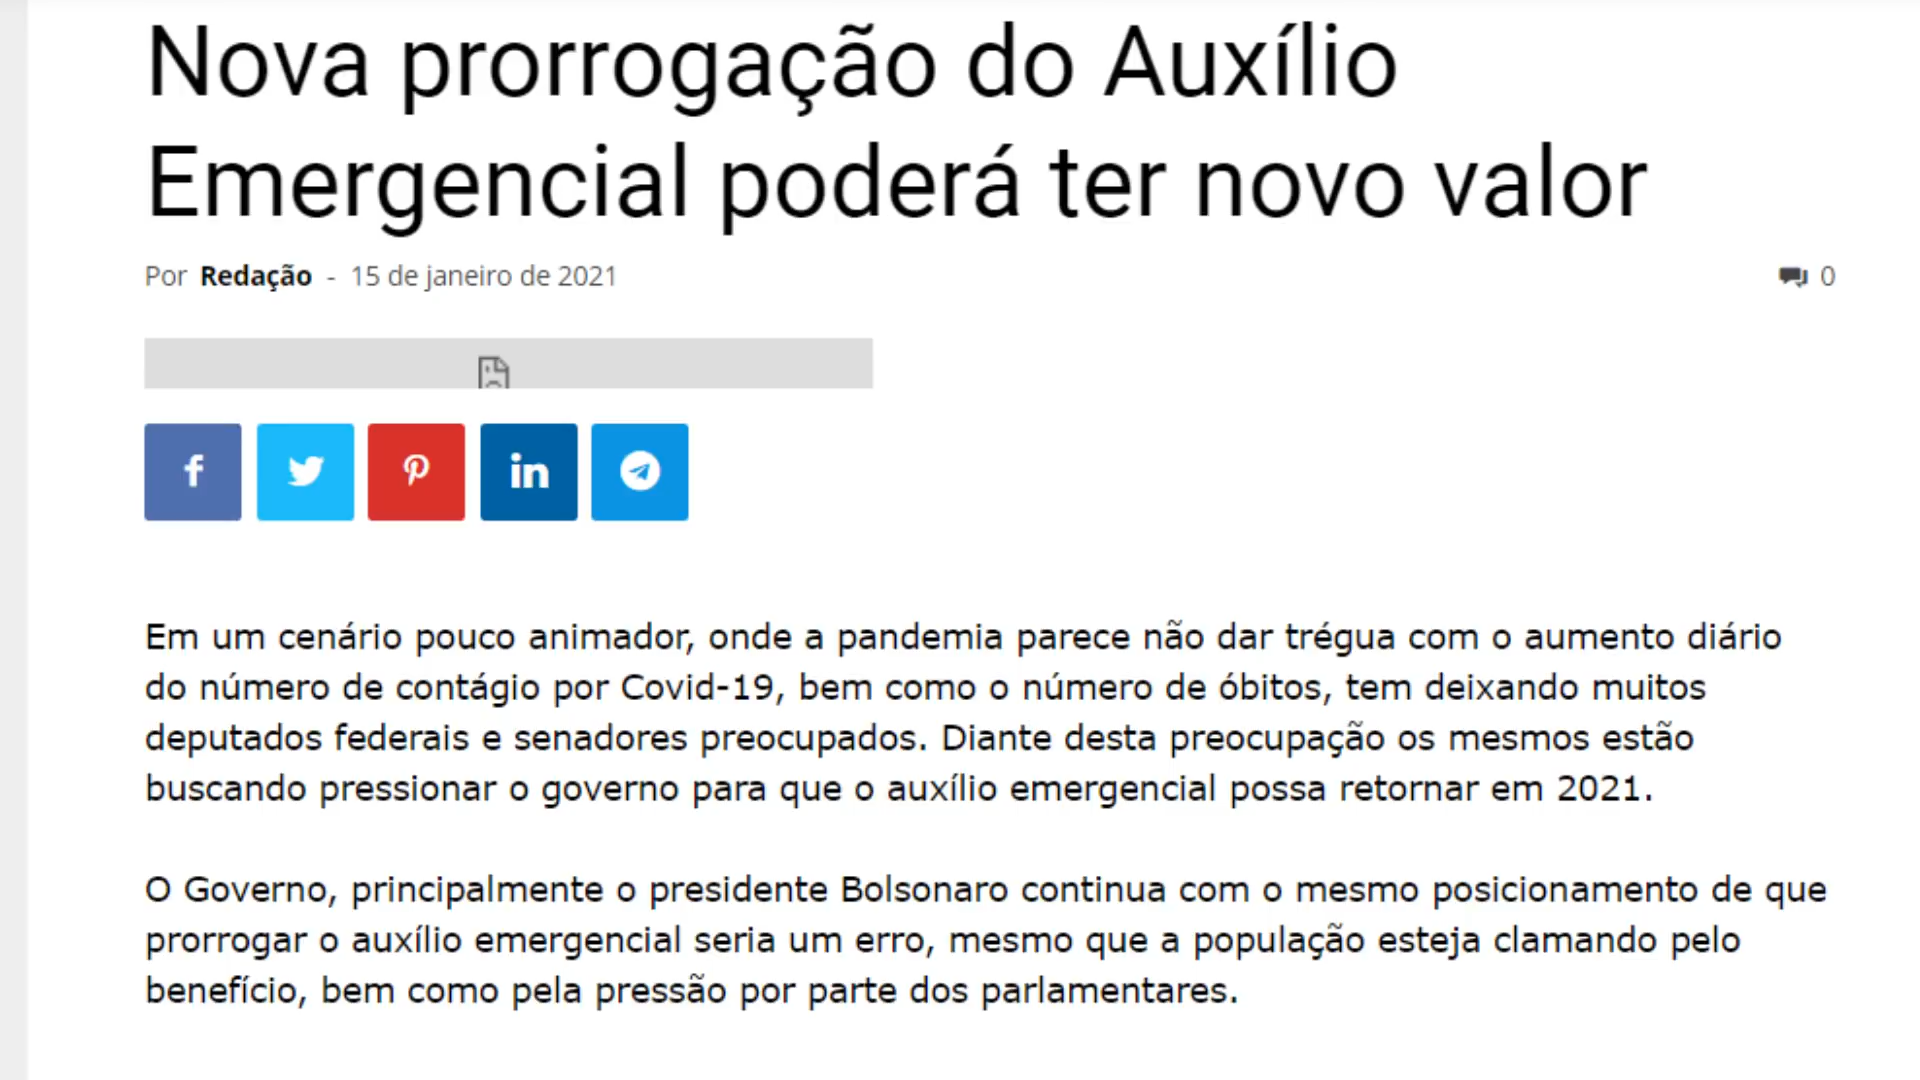 Nova prorrogação do Auxílio
Emergencial poderá ter novo valor
Por Redação - 15 de janeiro de 2021
0
f
in
Em um cenário pouco animador, onde a pandemia parece não dar trégua com o aumento diário
do número de contágio por Covid-19, bem como o número de óbitos, tem deixando muitos
deputados federais e senadores preocupados. Diante desta preocupação os mesmos estão
buscando pressionar o governo para que o auxílio emergencial possa retornar em 2021.
O Governo, principalmente o presidente Bolsonaro continua com o mesmo posicionamento de que
prorrogar o auxílio emergencial seria um erro, mesmo que a população esteja clamando pelo
benefício, bem como pela pressão por parte dos parlamentares.